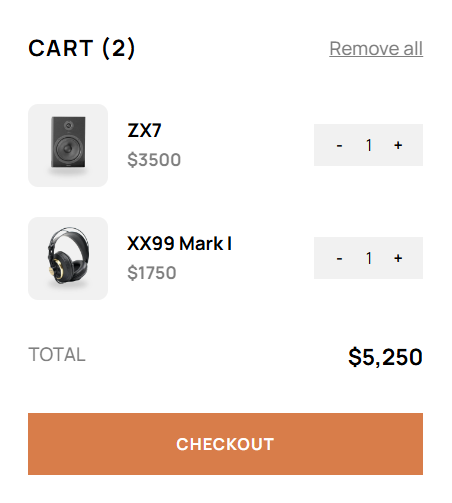 CART (2)
Remove all
ZX7
$3500
- 1 +
XX99 Mark I
$1750
- 1 +
TOTAL
$5,250
CHECKOUT